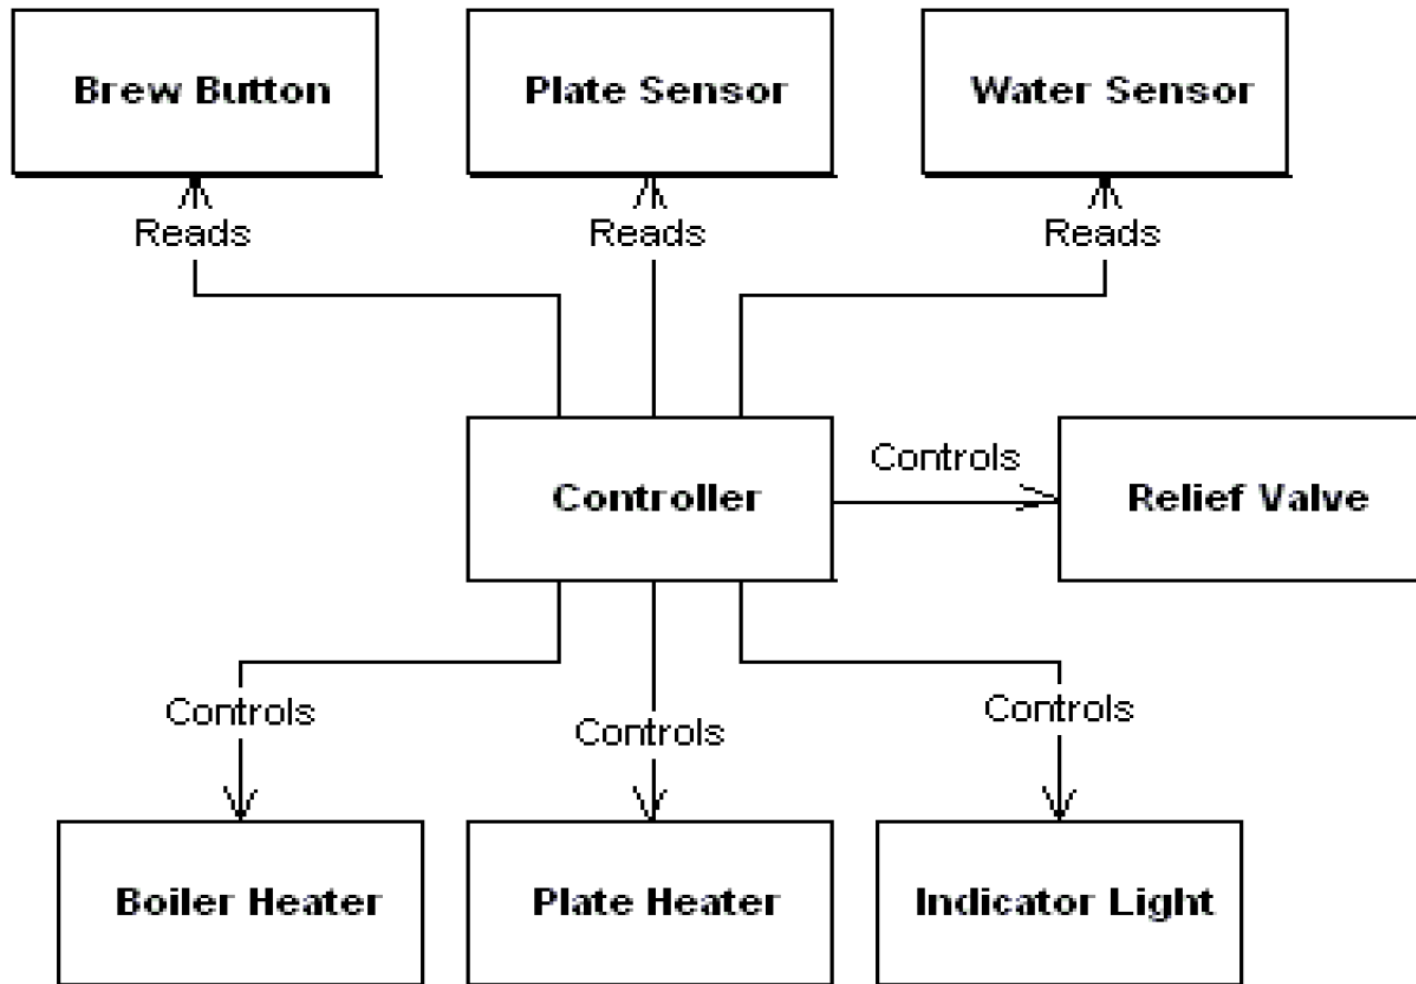 Brew Button
Plate Sensor
Water Sensor
Reads
Reads
Reads
Controller
Controls
Relief Valve
Controls
Controls
Controls
Boiler Heater
Plate Heater
Indicator Light